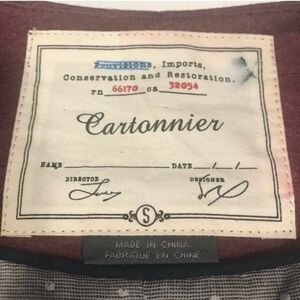 Provisions, Imports,
Conservation and Restoration.
rn 66170 ca 32054
Cartonnier
NAME DATE / /
DIRECTOR DESIGNER
S
MADE IN CHINA
FABRIQUÉ EN CHINE